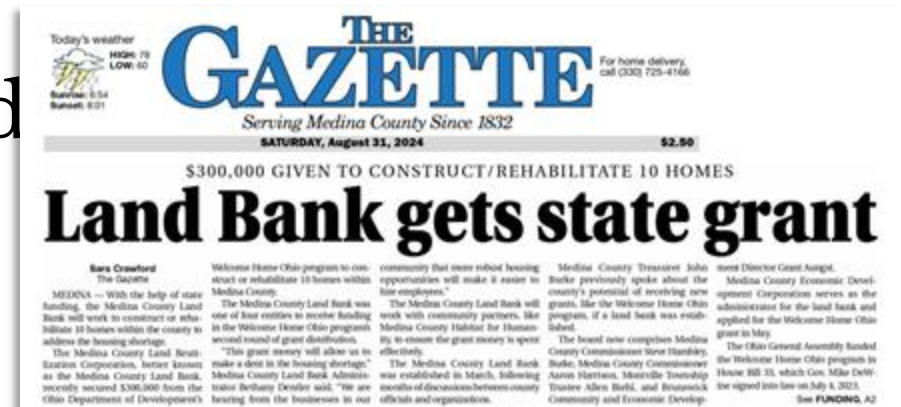 d
Today's weather
HIGH: 78
LOW: 60
Sunrise: 6:54
Sunset: 8:01
THE
GAZETTE
Serving Medina County Since 1832
For home delivery,
call (330) 725-4166
SATURDAY, August 31, 2024
$2.50
$300,000 GIVEN TO CONSTRUCT/REHABILITATE 10 HOMES
Land Bank gets state grant
Sara Crawford
The Gazette
MEDINA — With the help of state
funding, the Medina County Land
Bank will work to construct or reha-
bilitate 10 homes within the county to
address the housing shortage.
The Medina County Land Reuti-
lization Corporation, better known
as the Medina County Land Bank,
recently secured $300,000 from the
Ohio Department of Development's
Welcome Home Ohio program to con-
struct or rehabilitate 10 homes within
Medina County.
The Medina County Land Bank was
one of four entities to receive funding
in the Welcome Home Ohio program's
second round of grant distribution.
"This grant money will allow us to
make a dent in the housing shortage,"
Medina County Land Bank Adminis-
trator Bethany Dentler said. "We are
hearing from the businesses in our
community that more robust housing
opportunities will make it easier to
hire employees."
The Medina County Land Bank will
work with community partners, like
Medina County Habitat for Human-
ity, to ensure the grant money is spent
effectively.
The Medina County Land Bank
was established in March, following
months of discussions between county
officials and organizations.
Medina County Treasurer John
Burke previously spoke about the
county's potential of receiving new
grants, like the Welcome Home Ohio
program, if a land bank was estab-
lished.
The board now comprises Medina
County Commissioner Steve Hambley,
Burke, Medina County Commissioner
Aaron Harrison, Montville Township
Trustee Allen Biehl, and Brunswick
Community and Economic Develop-
ment Director Grant Aungst.
Medina County Economic Devel-
opment Corporation serves as the
administrator for the land bank and
applied for the Welcome Home Ohio
grant in May.
The Ohio General Assembly funded
the Welcome Home Ohio program in
House Bill 33, which Gov. Mike DeW-
ine signed into law on July 4, 2023.
See FUNDING, A2